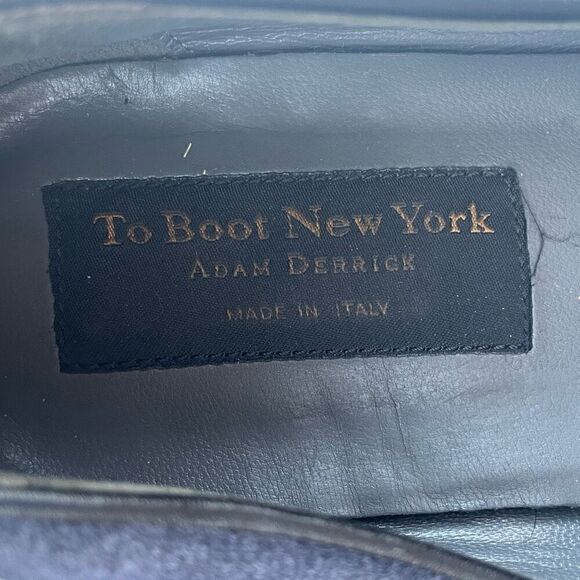 To Boot New York
Adam Derrick
Made in Italy